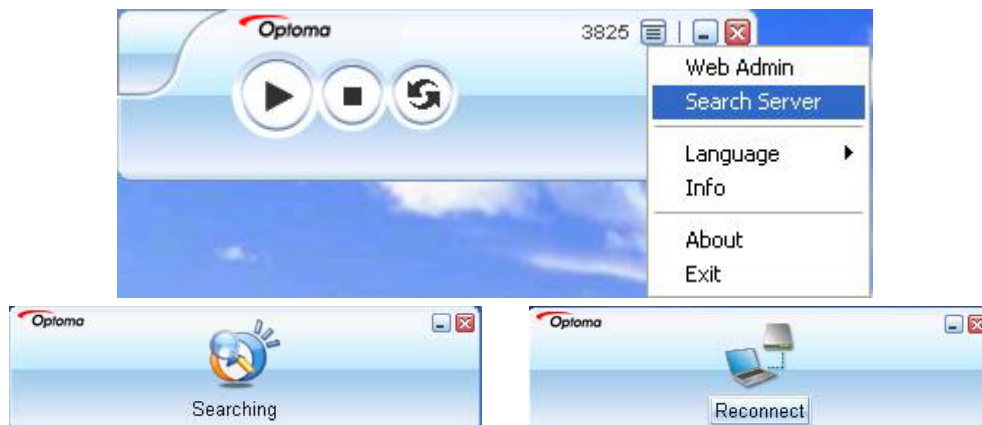 Optoma 3825
Web Admin
Search Server
Language
Info
About
Exit
Optoma
Searching
Optoma
Reconnect